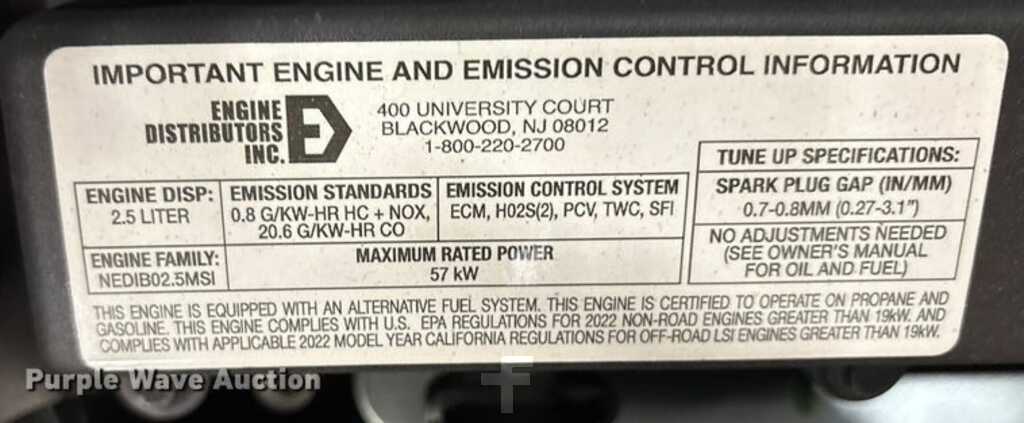 IMPORTANT ENGINE AND EMISSION CONTROL INFORMATION
ENGINE
DISTRIBUTORS
INC.
ED
400 UNIVERSITY COURT
BLACKWOOD, NJ 08012
1-800-220-2700
ENGINE DISP:
2.5 LITER
EMISSION STANDARDS
0.8 G/KW-HR HC + NOX,
20.6 G/KW-HR CO
EMISSION CONTROL SYSTEM
ECM, H02S(2), PCV, TWC, SFI
ENGINE FAMILY:
NEDIB02.5MSI
MAXIMUM RATED POWER
57 kW
TUNE UP SPECIFICATIONS:
SPARK PLUG GAP (IN/MM)
0.7-0.8MM (0.27-3.1")
NO ADJUSTMENTS NEEDED
(SEE OWNER'S MANUAL
FOR OIL AND FUEL)
THIS ENGINE IS EQUIPPED WITH AN ALTERNATIVE FUEL SYSTEM. THIS ENGINE IS CERTIFIED TO OPERATE ON PROPANE AND
GASOLINE. THIS ENGINE COMPLIES WITH U.S. EPA REGULATIONS FOR 2022 NON-ROAD ENGINES GREATER THAN 19kW. AND
COMPLIES WITH APPLICABLE 2022 MODEL YEAR CALIFORNIA REGULATIONS FOR OFF-ROAD LSI ENGINES GREATER THAN 19kW.
Purple Wave Auction